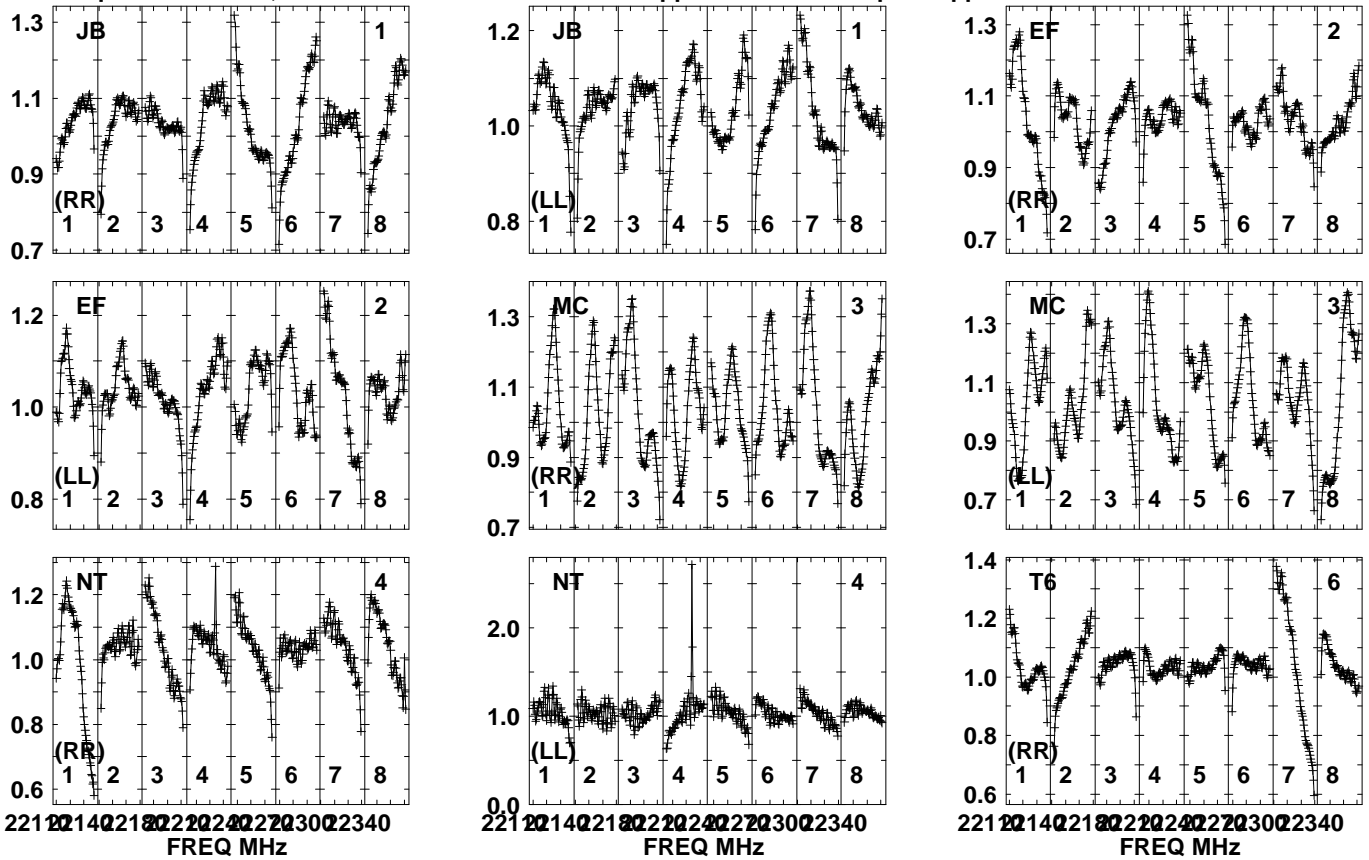 1.3 JB 1
1.1
0.9
(RR)
1 2 3 4 5 6 7 8
0.7
1.2 JB 1
1.0
(LL)
0.8
1 2 3 4 5 6 7 8
1.3 EF 2
1.1
0.9
(RR)
1 2 3 4 5 6 7 8
0.7
EF 2
1.2
1.0
(LL)
0.8
1 2 3 4 5 6 7 8
MC 3
1.3
1.1
0.9
(RR)
1 2 3 4 5 6 7 8
0.7
MC 3
1.3
1.1
0.9
(LL)
0.7
1 2 3 4 5 6 7 8
NT 4
1.2
1.0
0.8
(RR)
1 2 3 4 5 6 7 8
0.6
NT 4
2.0
1.0
(LL)
1 2 3 4 5 6 7 8
0.0
1.4
T6 6
1.2
1.0
0.8
(RR)
1 2 3 4 5 6 7 8
0.6
22340
FREQ MHz
22340
FREQ MHz
22340
FREQ MHz